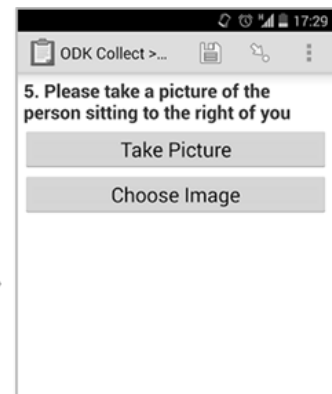 17:29
ODK Collect >...
5. Please take a picture of the
person sitting to the right of you
Take Picture
Choose Image